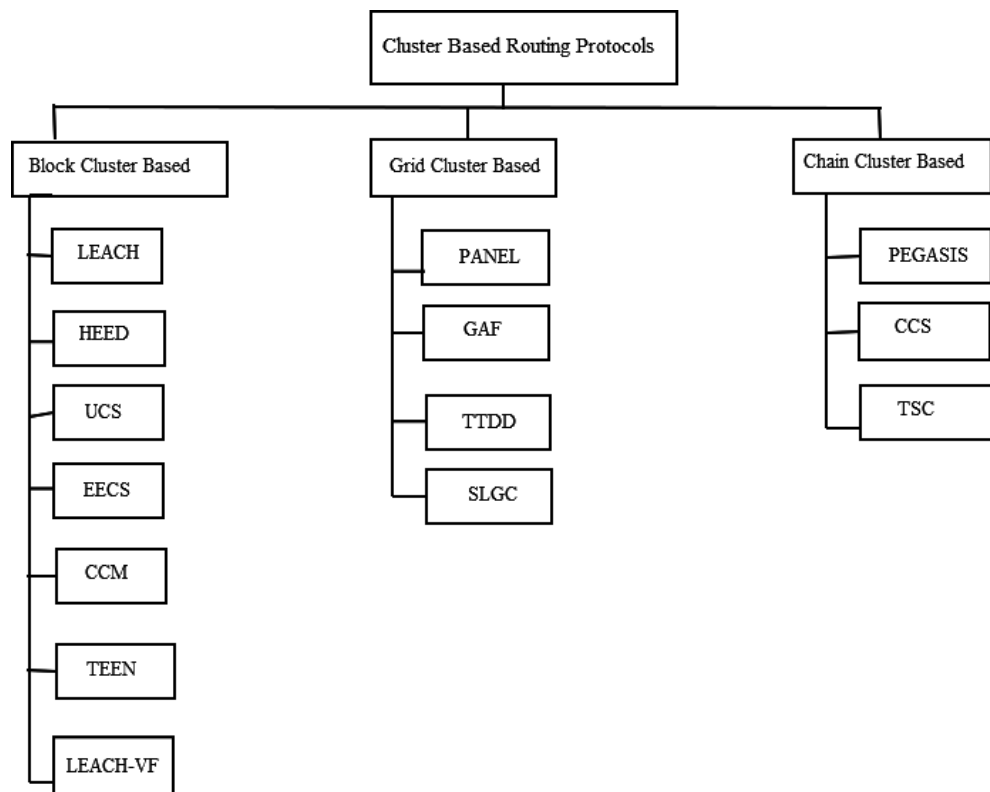 Cluster Based Routing Protocols
Block Cluster Based
LEACH
HEED
UCS
EECS
CCM
TEEN
LEACH-VF
Grid Cluster Based
PANEL
GAF
TTDD
SLGC
Chain Cluster Based
PEGASIS
CCS
TSC